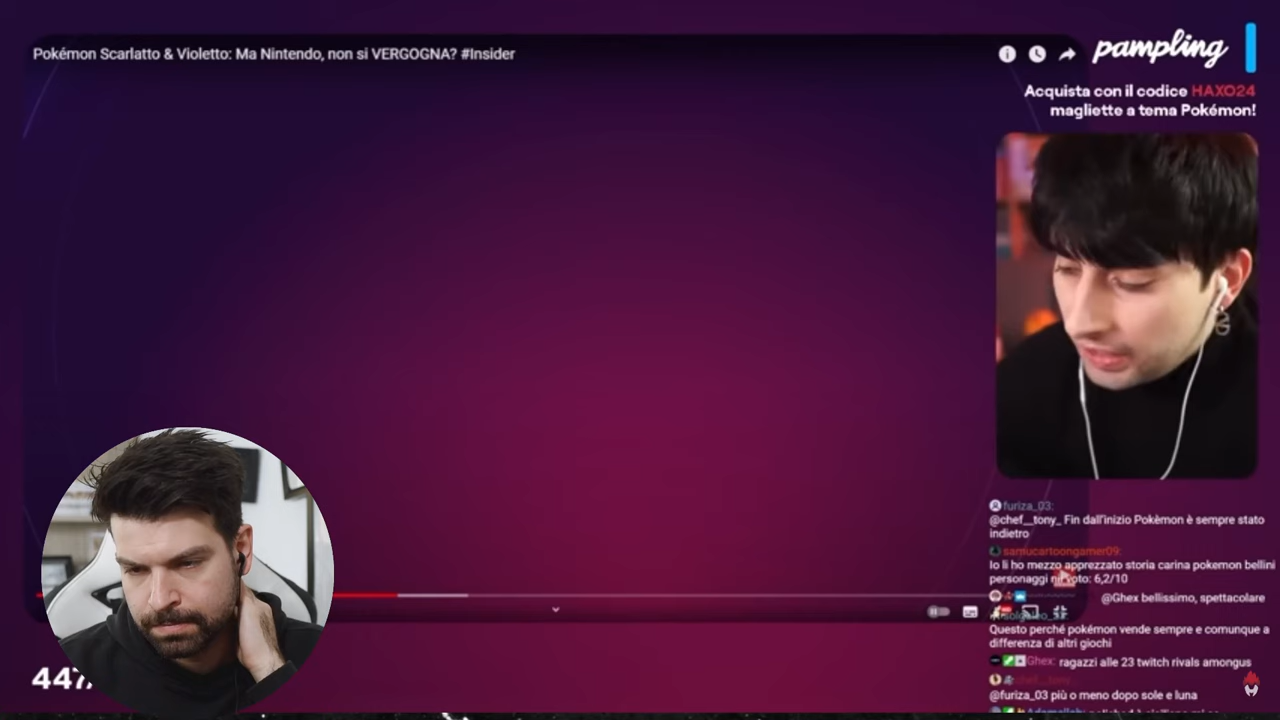 Pokémon Scarlatto & Violetto: Ma Nintendo, non si VERGOGNA? #Insider
pampling
Acquista con il codice HAXO24
magliette a tema Pokémon!
furiza_03:
@chef__tony_ Fin dall'inizio Pokèmon è sempre stato
indietro
samucartoongamer09:
Io li ho mezzo apprezzato storia carina pokemon bellini
personaggi voto: 6,2/10
@Ghex bellissimo, spettacolare
Questo perché pokémon vende sempre e comunque a
differenza di altri giochi
Ghex: ragazzi alle 23 twitch rivals amongus
chef__tony_:
@furiza_03 più o meno dopo sole e luna
447